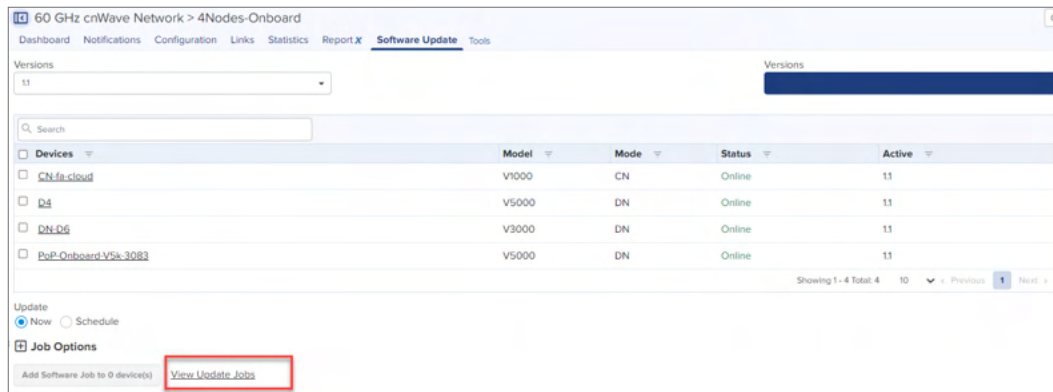 60 GHz cnWave Network > 4Nodes-Onboard
Dashboard Notifications Configuration Links Statistics Report X Software Update Tools
Versions Versions
1.1
Search
Devices Model Mode Status Active
CN-fa-cloud V1000 CN Online 1.1
D4 V5000 DN Online 1.1
DN-D6 V3000 DN Online 1.1
PoP-Onboard-V5k-3083 V5000 DN Online 1.1
Showing 1 - 4 Total: 4 10 < Previous 1 Next >
Update
Now Schedule
Job Options
Add Software Job to 0 device(s) View Update Jobs